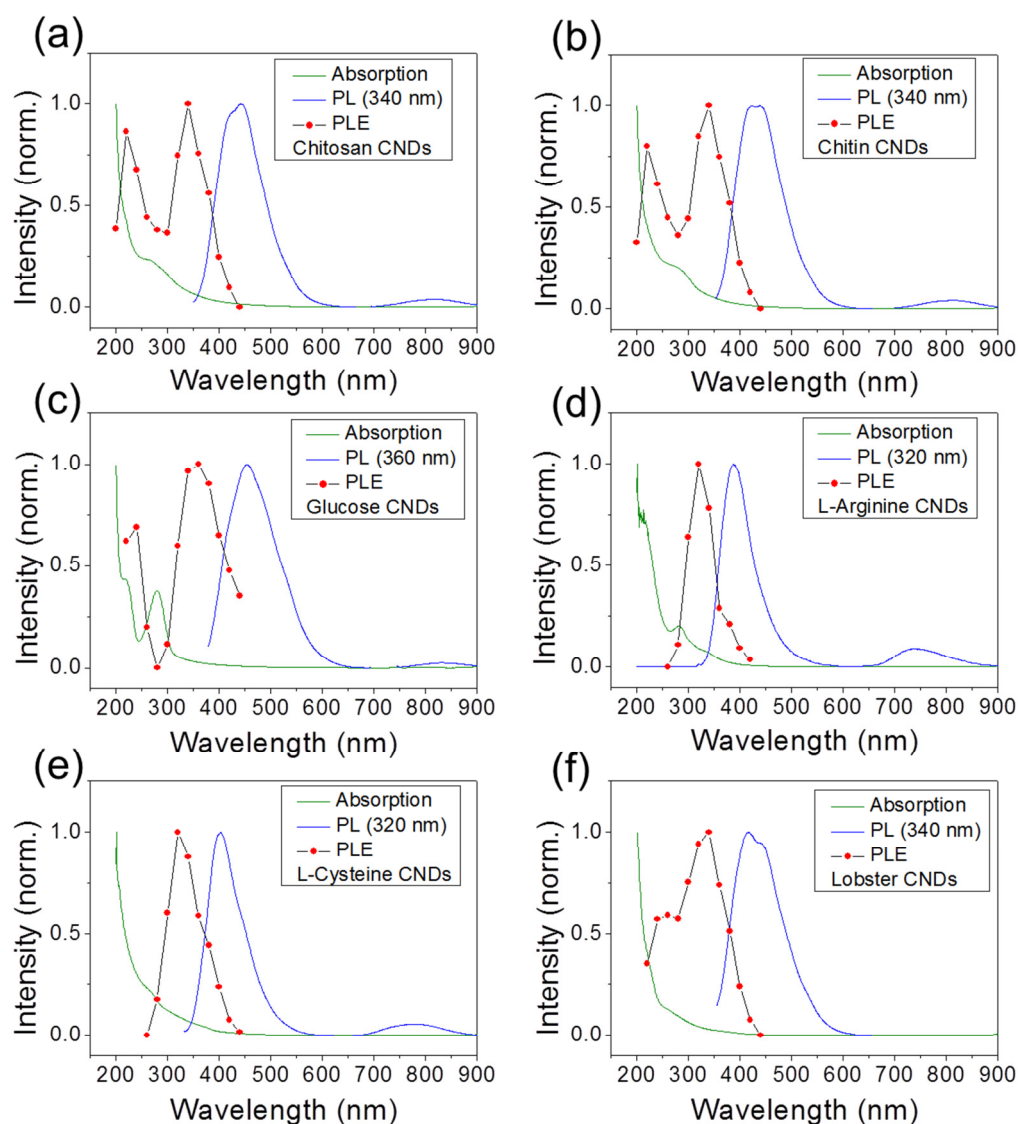 (a)
Absorption
PL (340 nm)
PLE
Chitosan CNDs
Intensity (norm.)
1.0
0.5
0.0
200 300 400 500 600 700 800 900
Wavelength (nm)
(b)
Absorption
PL (340 nm)
PLE
Chitin CNDs
Intensity (norm.)
1.0
0.5
0.0
200 300 400 500 600 700 800 900
Wavelength (nm)
(c)
Absorption
PL (360 nm)
PLE
Glucose CNDs
Intensity (norm.)
1.0
0.5
0.0
200 300 400 500 600 700 800 900
Wavelength (nm)
(d)
Absorption
PL (320 nm)
PLE
L-Arginine CNDs
Intensity (norm.)
1.0
0.5
0.0
200 300 400 500 600 700 800 900
Wavelength (nm)
(e)
Absorption
PL (320 nm)
PLE
L-Cysteine CNDs
Intensity (norm.)
1.0
0.5
0.0
200 300 400 500 600 700 800 900
Wavelength (nm)
(f)
Absorption
PL (340 nm)
PLE
Lobster CNDs
Intensity (norm.)
1.0
0.5
0.0
200 300 400 500 600 700 800 900
Wavelength (nm)